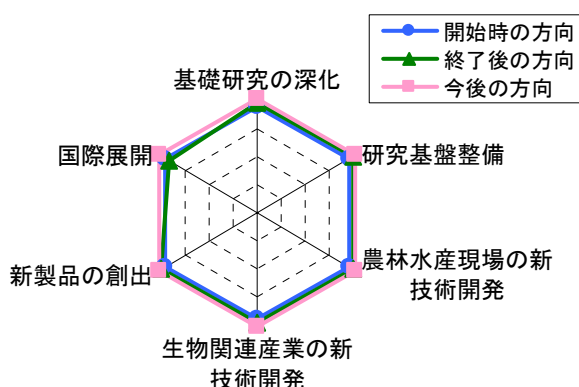 開始時の方向
終了後の方向
今後の方向
基礎研究の深化
国際展開
研究基盤整備
新製品の創出
農林水産現場の新
技術開発
生物関連産業の新
技術開発